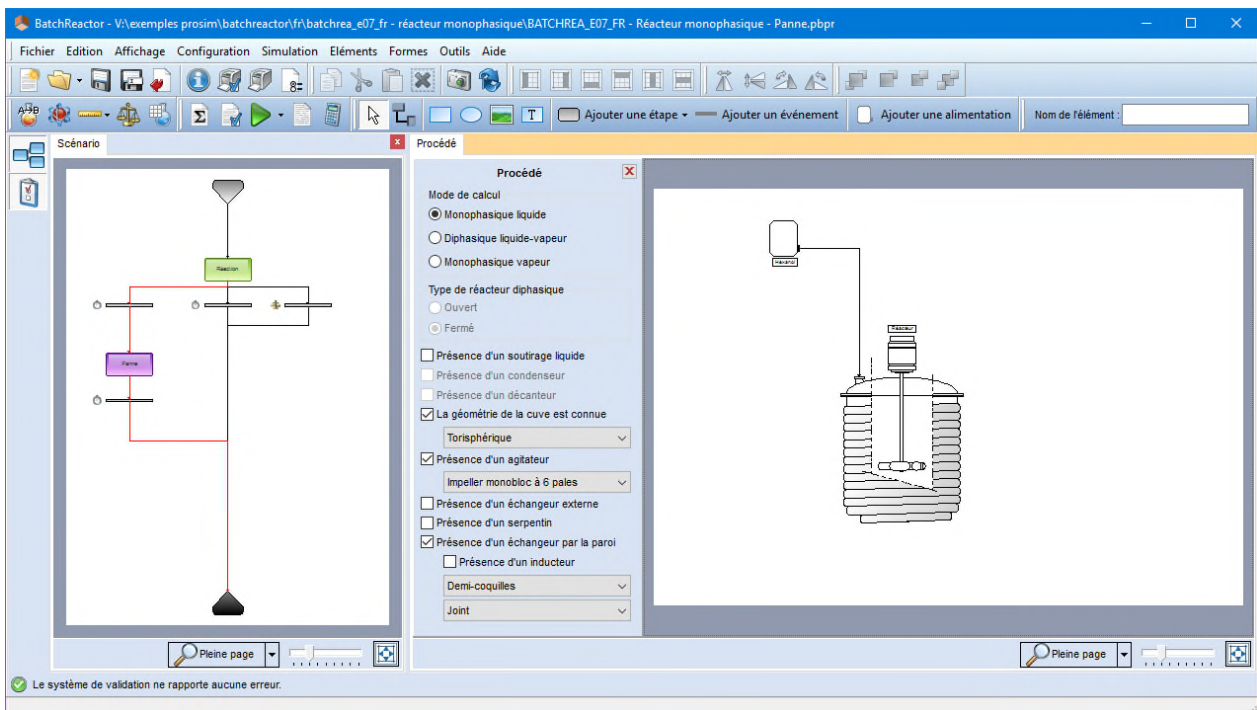 BatchReactor - V:\exemples prosim\batchreactor\fr\batchrea_e07_fr - réacteur monophasique\BATCHREA_E07_FR - Réacteur monophasique - Panne.pbpr
Fichier Edition Affichage Configuration Simulation Eléments Formes Outils Aide
Ajouter une étape
Ajouter un événement
Ajouter une alimentation
Nom de l'élément :
Scénario
Procédé
Réaction
Panne
Procédé
Mode de calcul
Monophasique liquide
Diphasique liquide-vapeur
Monophasique vapeur
Type de réacteur diphasique
Ouvert
Fermé
Présence d'un soutirage liquide
Présence d'un condenseur
Présence d'un décanteur
La géométrie de la cuve est connue
Torisphérique
Présence d'un agitateur
Impeller monobloc à 6 pales
Présence d'un échangeur externe
Présence d'un serpentin
Présence d'un échangeur par la paroi
Présence d'un inducteur
Demi-coquilles
Joint
Hexanol
Réacteur
Pleine page
Pleine page
Le système de validation ne rapporte aucune erreur.